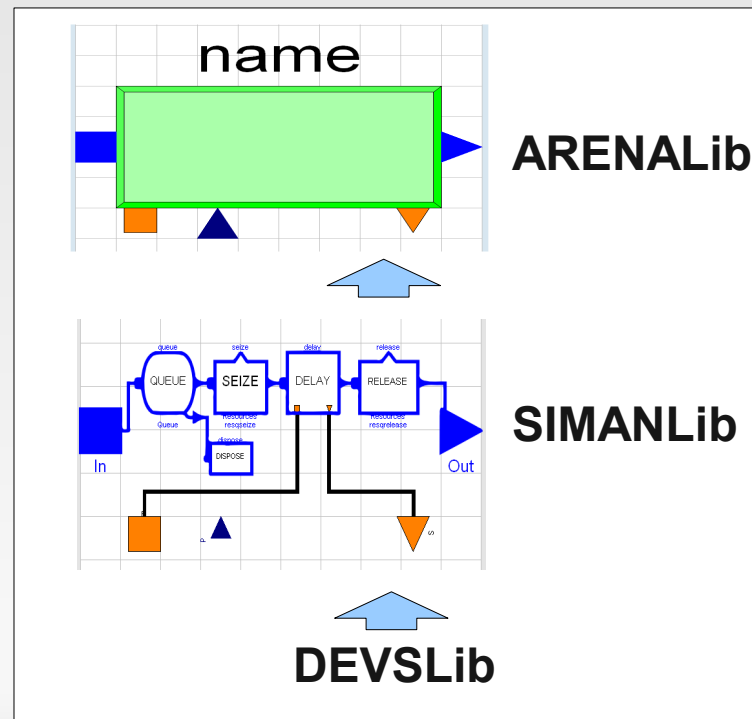 name
ARENALib
queue seize delay release
QUEUE SEIZE DELAY RELEASE
Queue Resources Resources
resqseize resqrelease
dispose
DISPOSE
In Out
SIMANLib
P S
DEVSLib